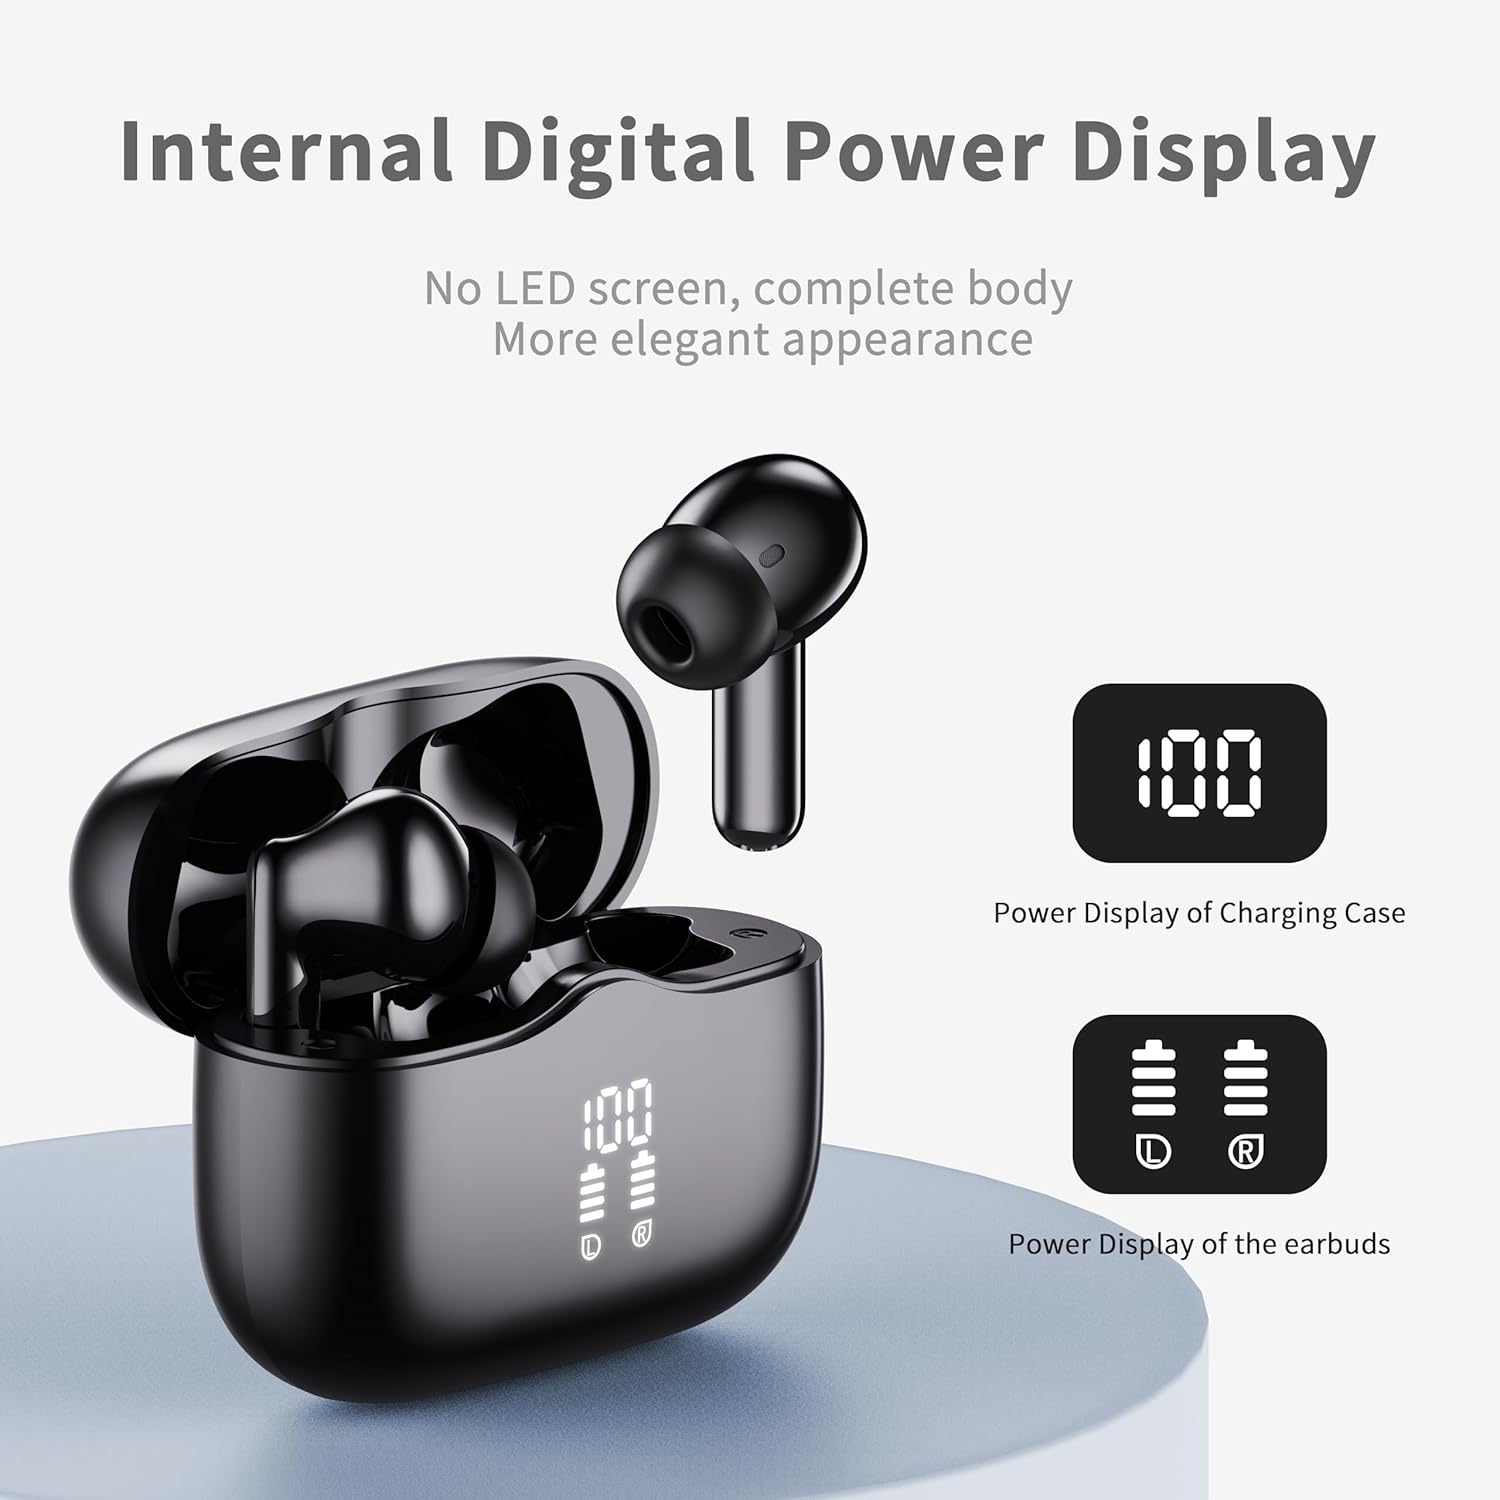 Internal Digital Power Display
No LED screen, complete body
More elegant appearance
100
Power Display of Charging Case
L R
Power Display of the earbuds
R
100
L R